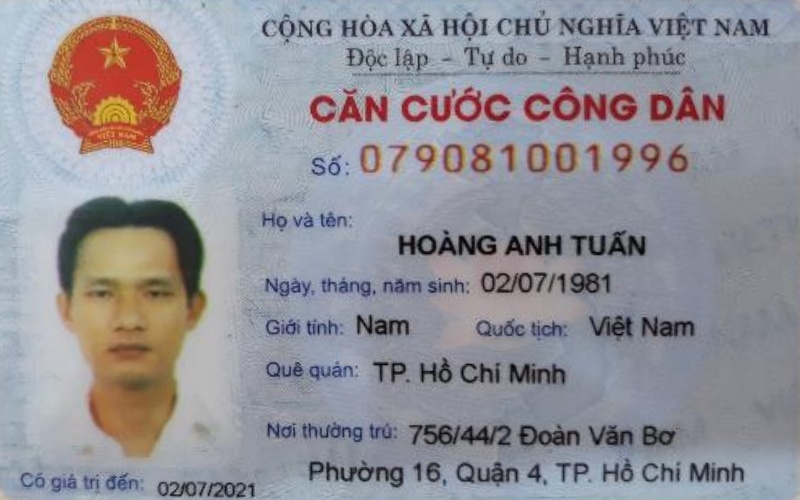 CỘNG HÒA XÃ HỘI CHỦ NGHĨA VIỆT NAM
Độc lập – Tự do – Hạnh phúc
CĂN CƯỚC CÔNG DÂN
Số: 079081001996
Họ và tên:
HOÀNG ANH TUẤN
Ngày, tháng, năm sinh: 02/07/1981
Giới tính: Nam Quốc tịch: Việt Nam
Quê quán: TP. Hồ Chí Minh
Nơi thường trú: 756/44/2 Đoàn Văn Bơ
Phường 16, Quận 4, TP. Hồ Chí Minh
Có giá trị đến: 02/07/2021